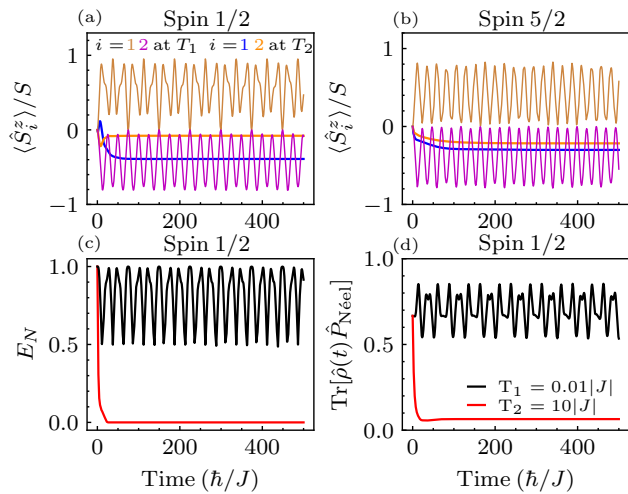 (a) Spin 1/2
(b) Spin 5/2
i = 1 2 at T₁ i = 1 2 at T₂
⟨Ŝᵢᶻ⟩/S
1
0
−1
0 200 400
⟨Ŝᵢᶻ⟩/S
1
0
−1
0 200 400
(c) Spin 1/2
(d) Spin 1/2
E_N
1.0
0.5
0.0
0 200 400
Time (ℏ/J)
Tr[ρ̂(t)P̂_Néel]
1.0
0.5
0.0
T₁ = 0.01|J|
T₂ = 10|J|
0 200 400
Time (ℏ/J)